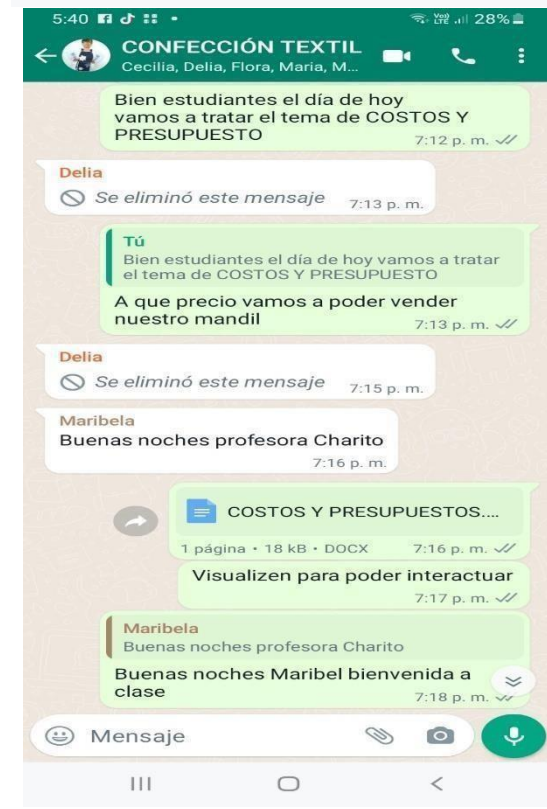 5:40
28%
CONFECCIÓN TEXTIL
Cecilia, Delia, Flora, Maria, M...
Bien estudiantes el día de hoy
vamos a tratar el tema de COSTOS Y
PRESUPUESTO
7:12 p. m.
Delia
Se eliminó este mensaje 7:13 p. m.
Tú
Bien estudiantes el día de hoy vamos a tratar
el tema de COSTOS Y PRESUPUESTO
A que precio vamos a poder vender
nuestro mandil
7:13 p. m.
Delia
Se eliminó este mensaje 7:15 p. m.
Maribela
Buenas noches profesora Charito
7:16 p. m.
COSTOS Y PRESUPUESTOS....
1 página • 18 kB • DOCX 7:16 p. m.
Visualizen para poder interactuar
7:17 p. m.
Maribela
Buenas noches profesora Charito
Buenas noches Maribel bienvenida a
clase
7:18 p. m.
Mensaje